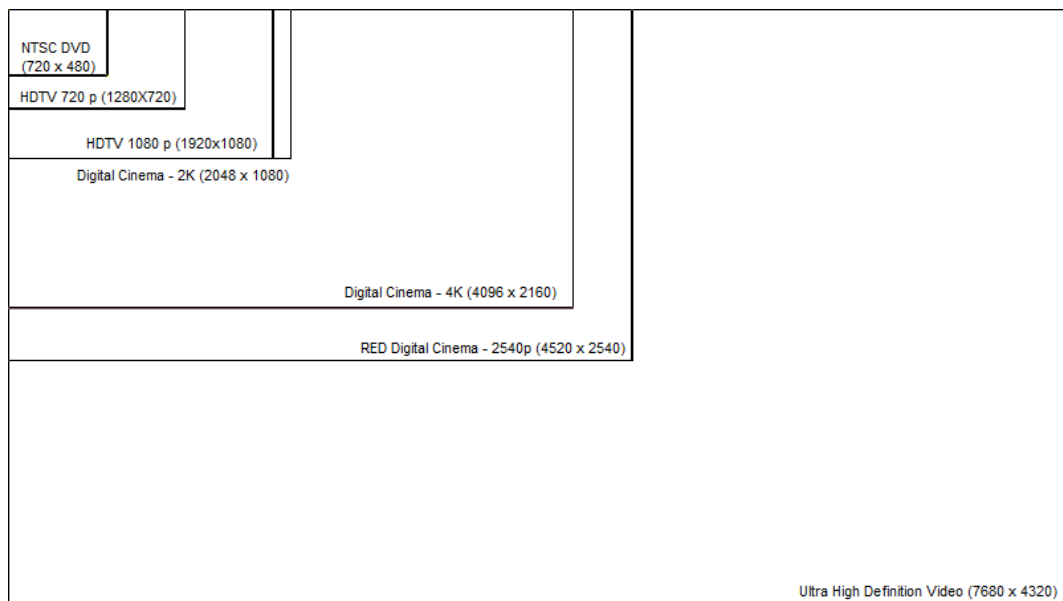 NTSC DVD
(720 x 480)
HDTV 720 p (1280X720)
HDTV 1080 p (1920x1080)
Digital Cinema - 2K (2048 x 1080)
Digital Cinema - 4K (4096 x 2160)
RED Digital Cinema - 2540p (4520 x 2540)
Ultra High Definition Video (7680 x 4320)